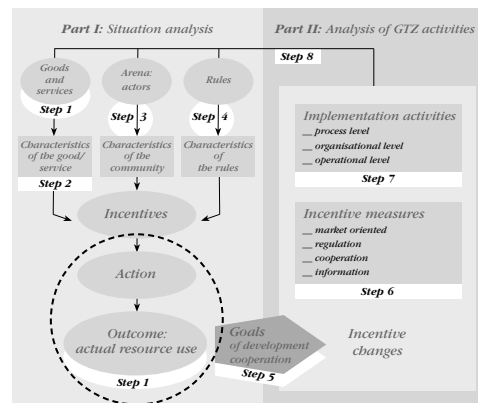 Part I: Situation analysis
Part II: Analysis of GTZ activities
Step 8
Goods
and
services
Step 1
Arena:
actors
Step 3
Rules
Step 4
Characteristics
of the good/
service
Step 2
Characteristics
of the
community
Characteristics
of
the rules
Incentives
Action
Outcome:
actual resource use
Step 1
Goals
of development
cooperation
Step 5
Implementation activities
__ process level
__ organisational level
__ operational level
Step 7
Incentive measures
__ market oriented
__ regulation
__ cooperation
__ information
Step 6
Incentive
changes